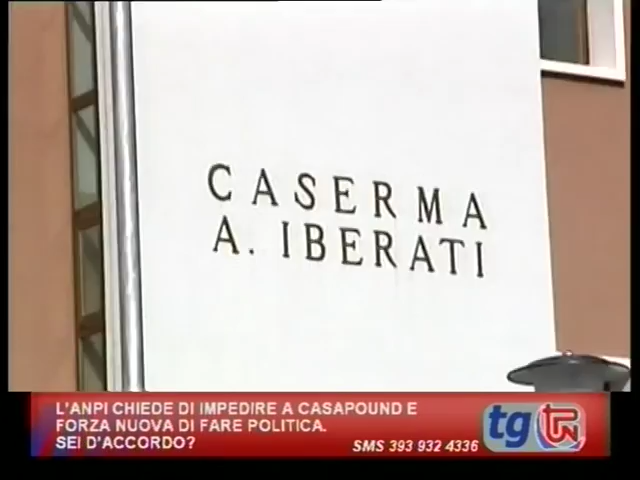 CASERMA
A. IBERATI
L'ANPI CHIEDE DI IMPEDIRE A CASAPOUND E
FORZA NUOVA DI FARE POLITICA.
SEI D'ACCORDO?
SMS 393 932 4336
tg TRN